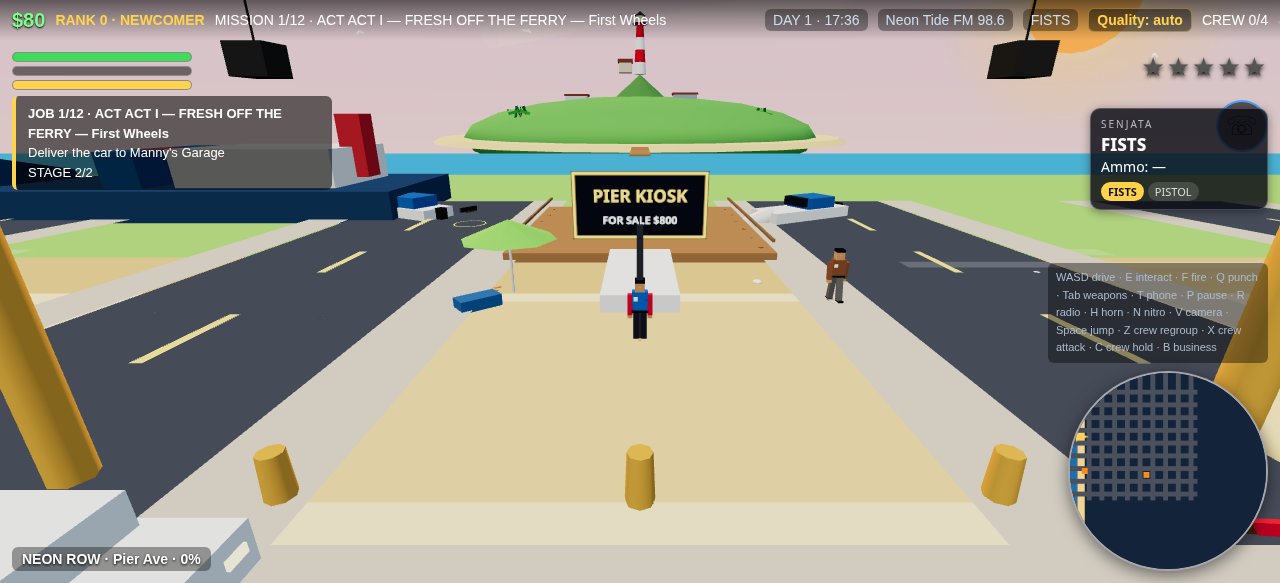 $80 RANK 0 · NEWCOMER MISSION 1/12 · ACT ACT I — FRESH OFF THE FERRY — First Wheels DAY 1 · 17:36 Neon Tide FM 98.6 FISTS Quality: auto CREW 0/4
JOB 1/12 · ACT ACT I — FRESH OFF THE
FERRY — First Wheels
Deliver the car to Manny's Garage
STAGE 2/2
SENJATA
FISTS
Ammo: —
FISTS PISTOL
PIER KIOSK
FOR SALE $800
WASD drive · E interact · F fire · Q punch
· Tab weapons · T phone · P pause · R
radio · H horn · N nitro · V camera ·
Space jump · Z crew regroup · X crew
attack · C crew hold · B business
NEON ROW · Pier Ave · 0%